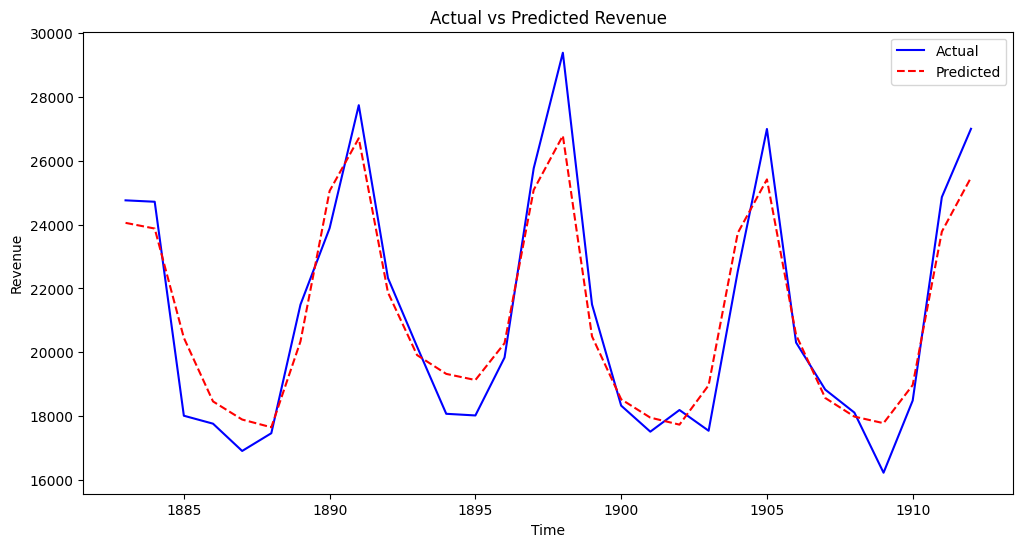 Actual vs Predicted Revenue
30000
28000
26000
24000
22000
20000
18000
16000
Revenue
Actual
Predicted
1885 1890 1895 1900 1905 1910
Time